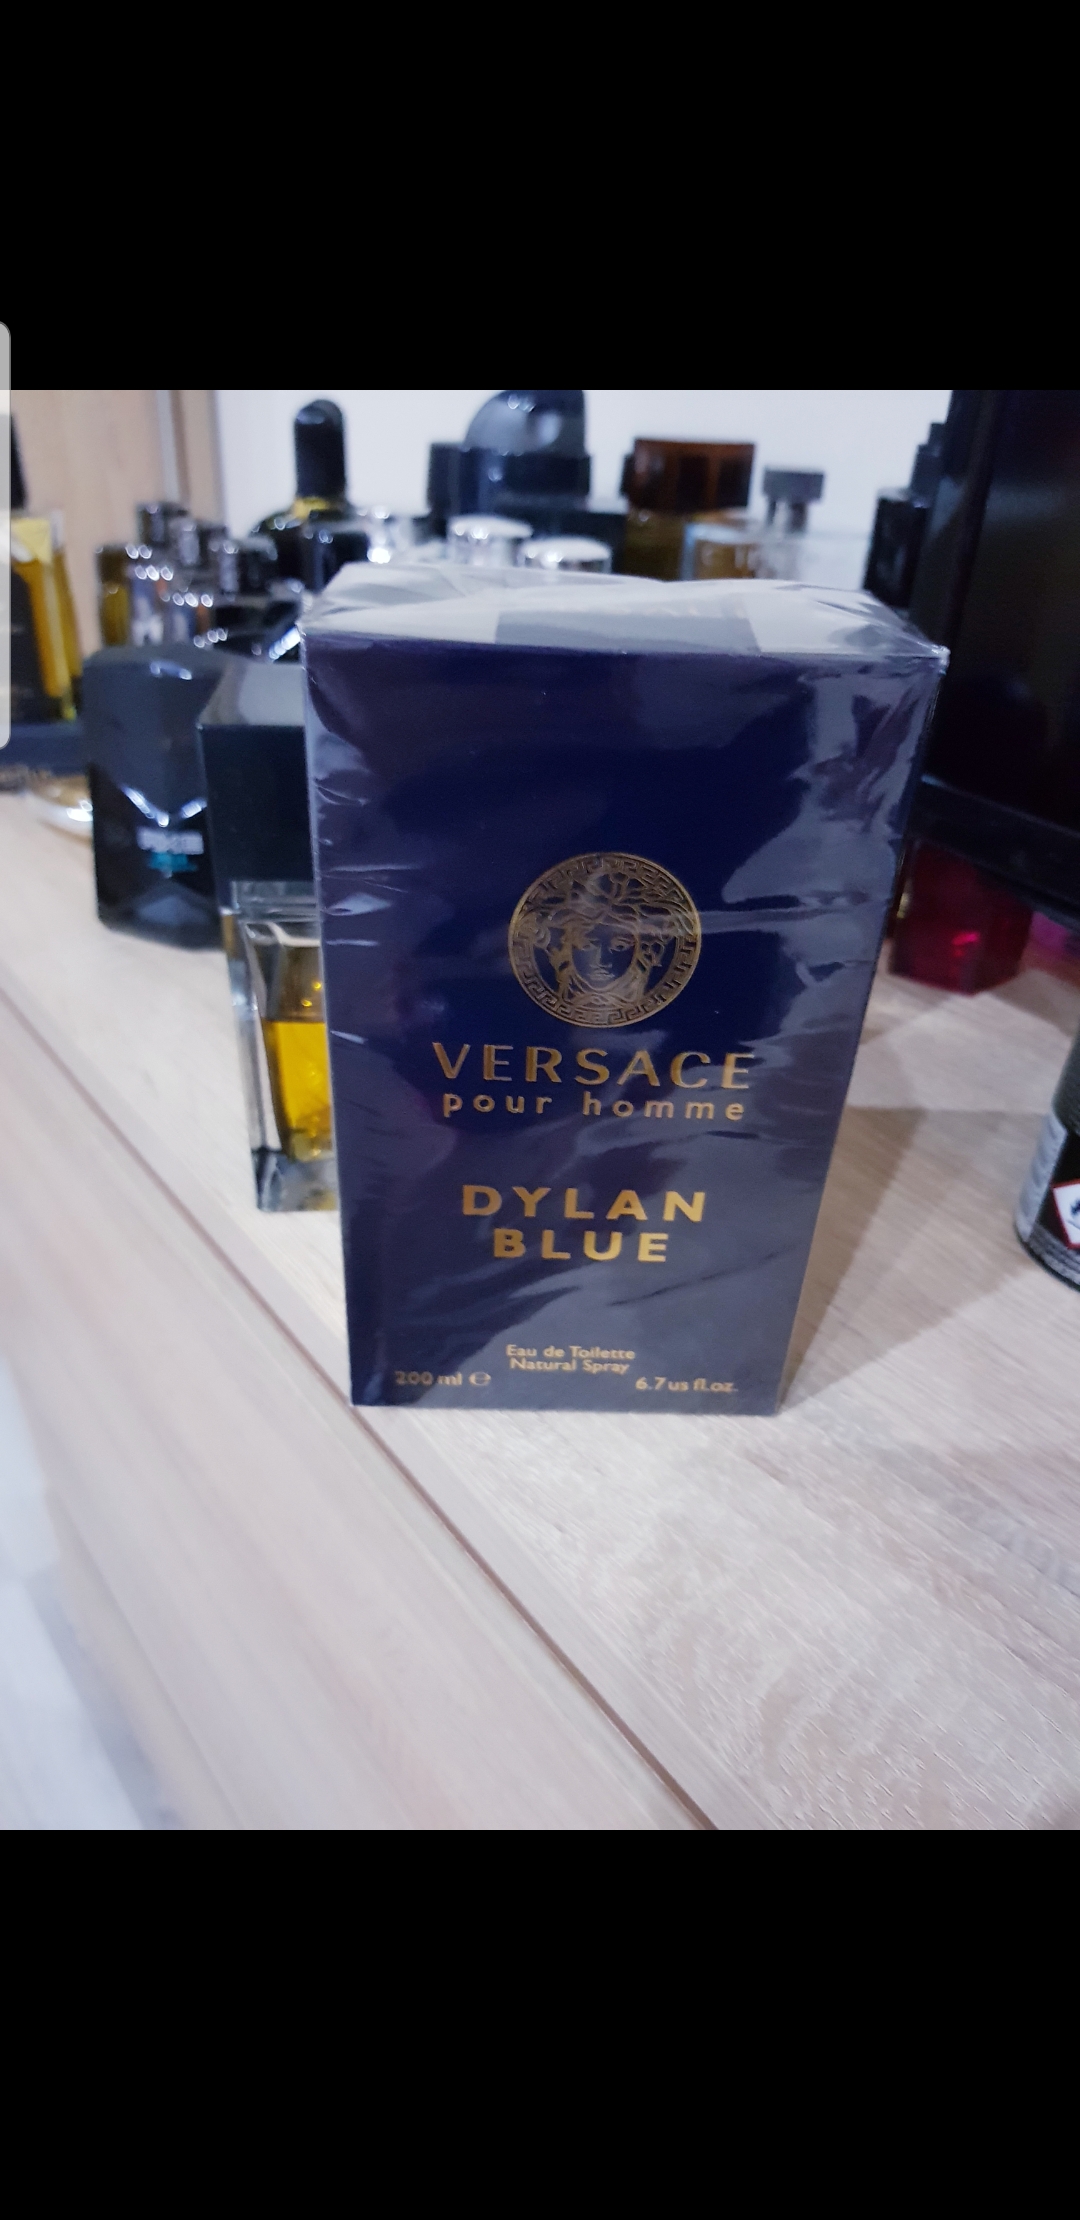 VERSACE
pour homme
DYLAN
BLUE
Eau de Toilette
Natural Spray
200 ml ℮
6.7 us fl.oz.